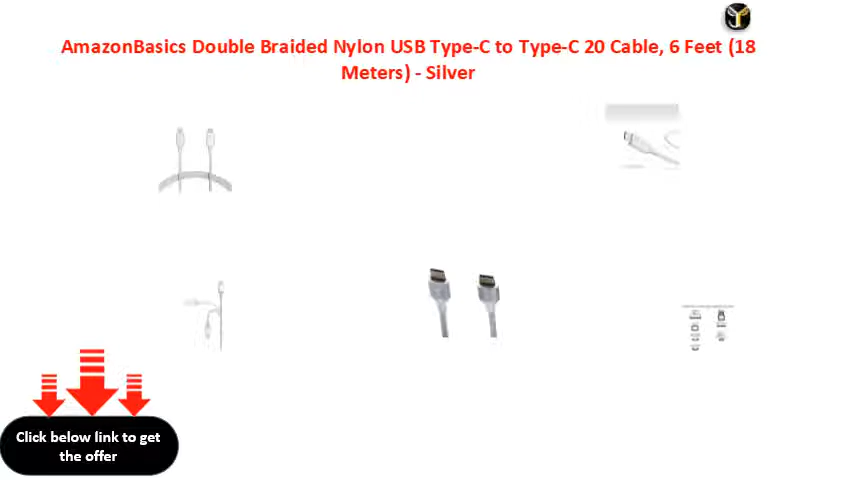 AmazonBasics Double Braided Nylon USB Type-C to Type-C 20 Cable, 6 Feet (18
Meters) - Silver
Click below link to get
the offer